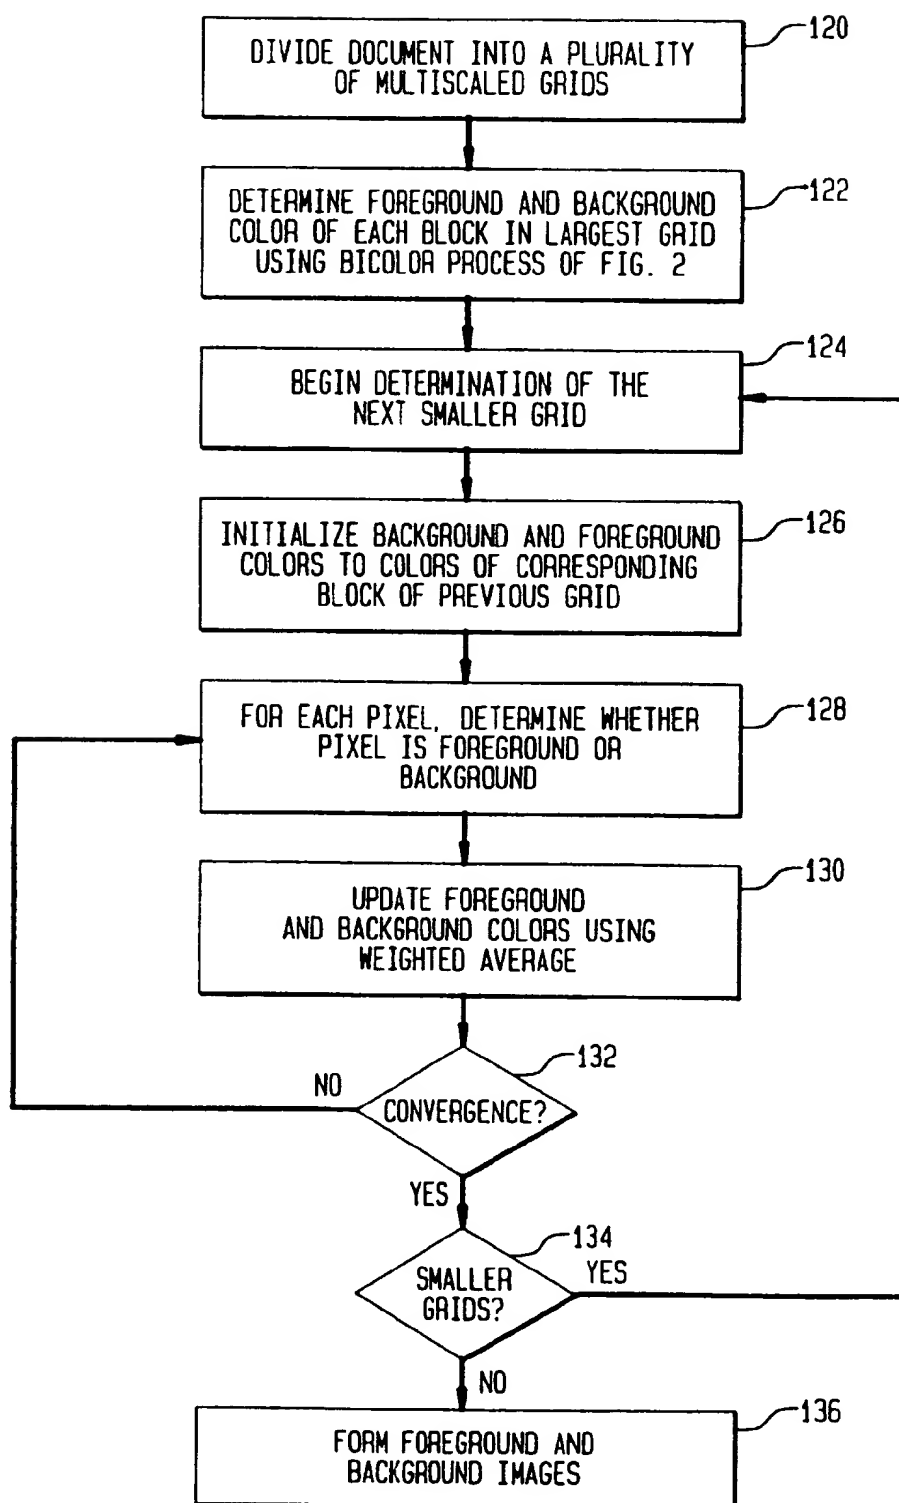 120
DIVIDE DOCUMENT INTO A PLURALITY
OF MULTISCALED GRIDS
122
DETERMINE FOREGROUND AND BACKGROUND
COLOR OF EACH BLOCK IN LARGEST GRID
USING BICOLOR PROCESS OF FIG. 2
124
BEGIN DETERMINATION OF THE
NEXT SMALLER GRID
126
INITIALIZE BACKGROUND AND FOREGROUND
COLORS TO COLORS OF CORRESPONDING
BLOCK OF PREVIOUS GRID
128
FOR EACH PIXEL, DETERMINE WHETHER
PIXEL IS FOREGROUND OR
BACKGROUND
130
UPDATE FOREGROUND
AND BACKGROUND COLORS USING
WEIGHTED AVERAGE
132
NO
CONVERGENCE?
YES
134
SMALLER
GRIDS?
YES
NO
136
FORM FOREGROUND AND
BACKGROUND IMAGES